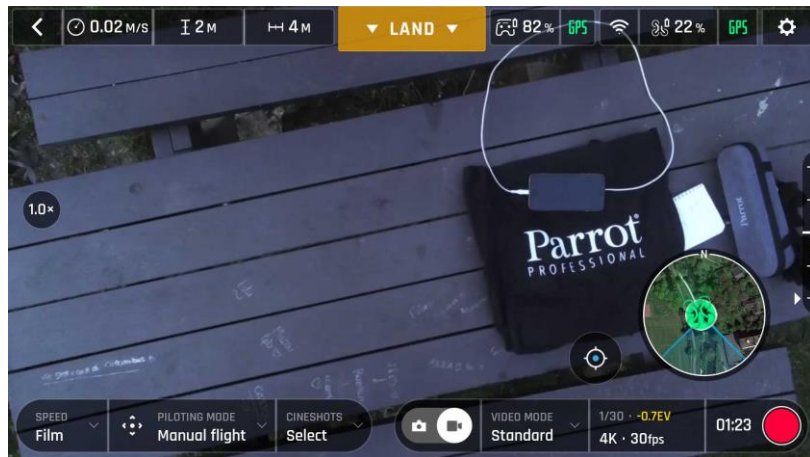 0.02 M/S
2 M
4 M
LAND
82 %
GPS
22 %
GPS
1.0×
Parrot
Parrot
PROFESSIONAL
N
SPEED
Film
PILOTING MODE
Manual flight
CINESHOTS
Select
VIDEO MODE
Standard
1/30 · -0.7EV
4K · 30fps
01:23